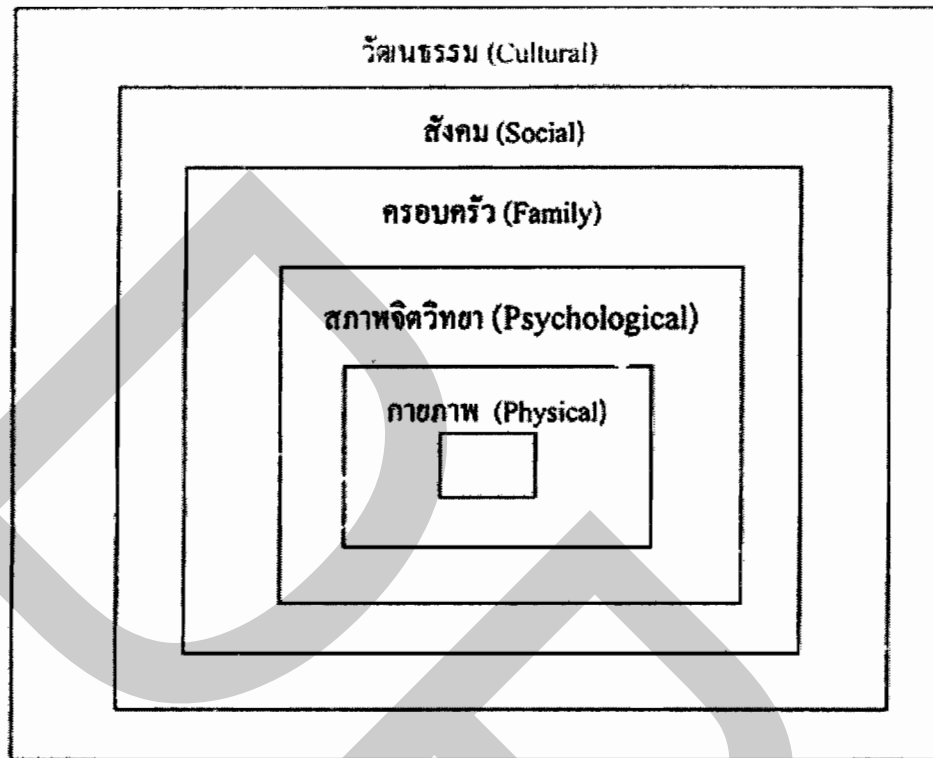 วัฒนธรรม (Cultural)
สังคม (Social)
ครอบครัว (Family)
สภาพจิตวิทยา (Psychological)
กายภาพ (Physical)